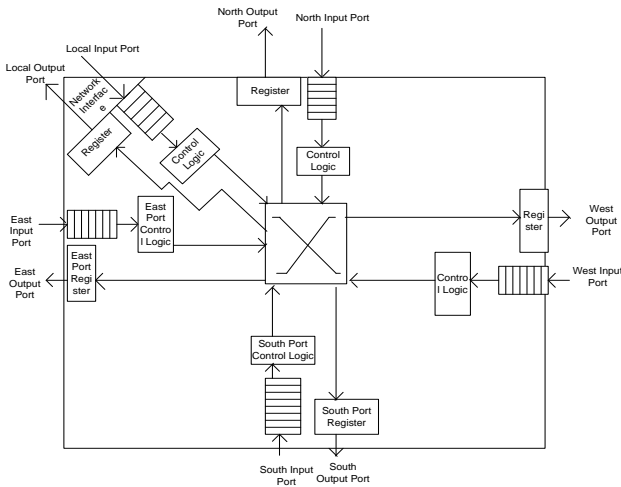 North Output
Port
North Input
Port
Local Input Port
Local Output
Port
Network
Interfac
e
Register
Control
Logic
Register
Control
Logic
East
Input
Port
East
Port
Contro
l Logic
Regi
ster
West
Output
Port
East
Output
Port
East
Port
Regi
ster
Contro
l Logic
West Input
Port
South Port
Control Logic
South Port
Register
South Input
Port
South
Output Port